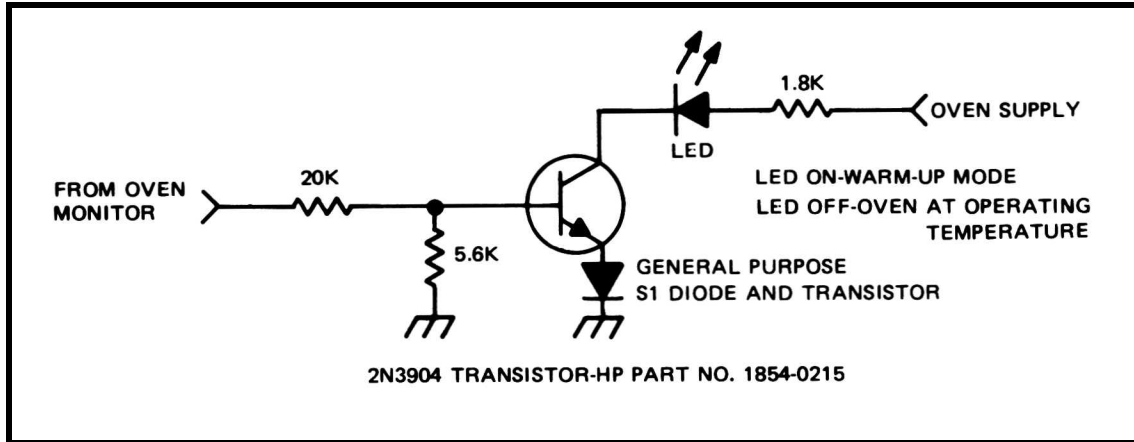 1.8K
OVEN SUPPLY
LED
20K
FROM OVEN
MONITOR
LED ON-WARM-UP MODE
LED OFF-OVEN AT OPERATING
TEMPERATURE
5.6K
GENERAL PURPOSE
S1 DIODE AND TRANSISTOR
2N3904 TRANSISTOR-HP PART NO. 1854-0215